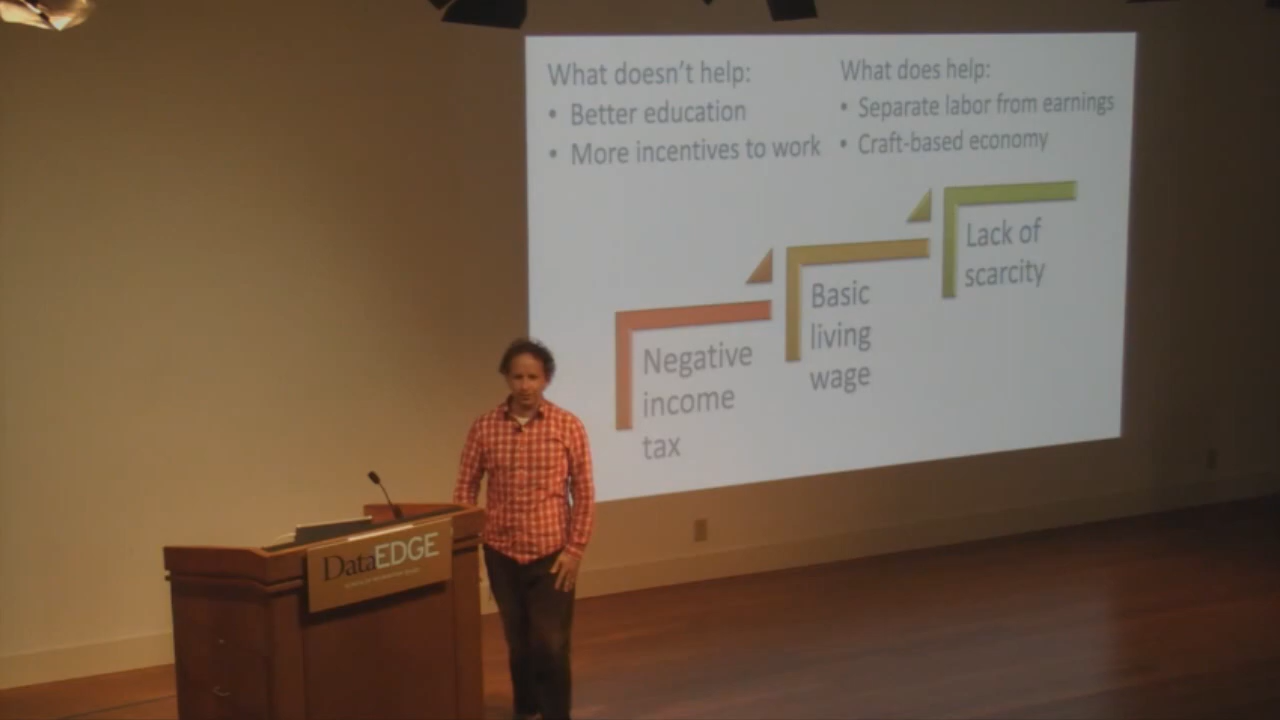 What doesn't help:
• Better education
• More incentives to work
What does help:
• Separate labor from earnings
• Craft-based economy
Negative
income
tax
Basic
living
wage
Lack of
scarcity
DataEDGE